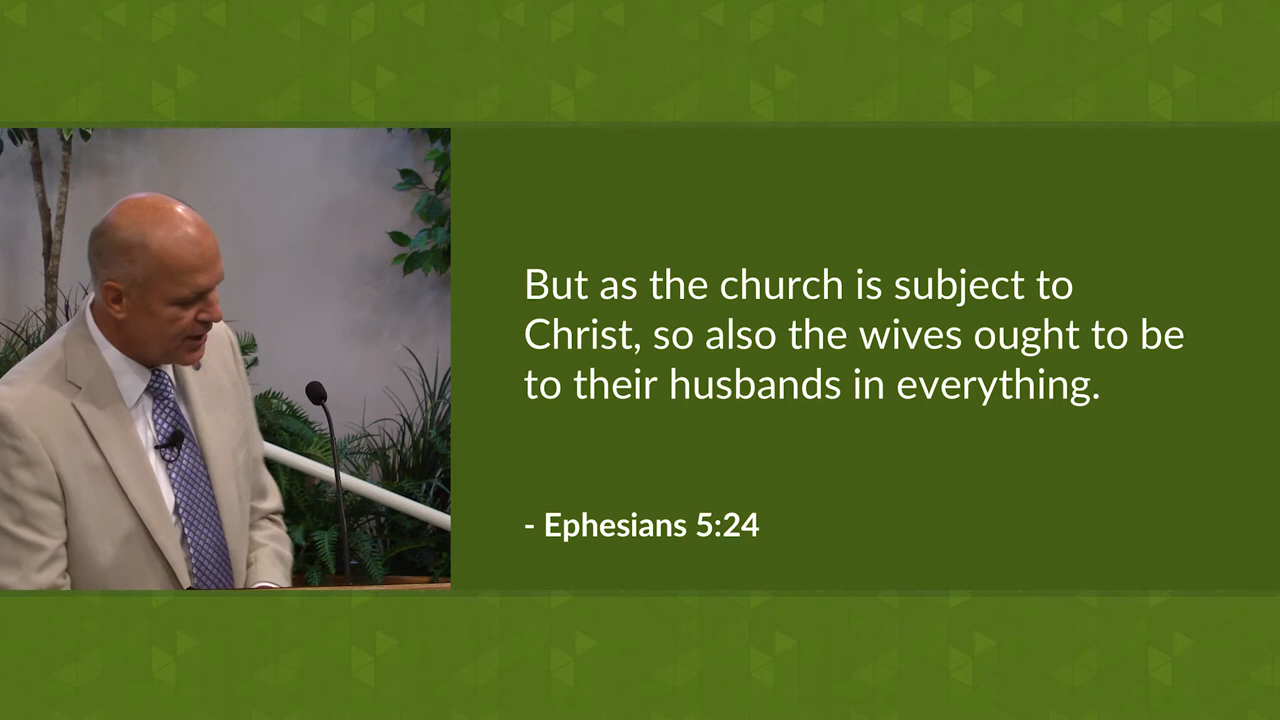 But as the church is subject to
Christ, so also the wives ought to be
to their husbands in everything.
- Ephesians 5:24